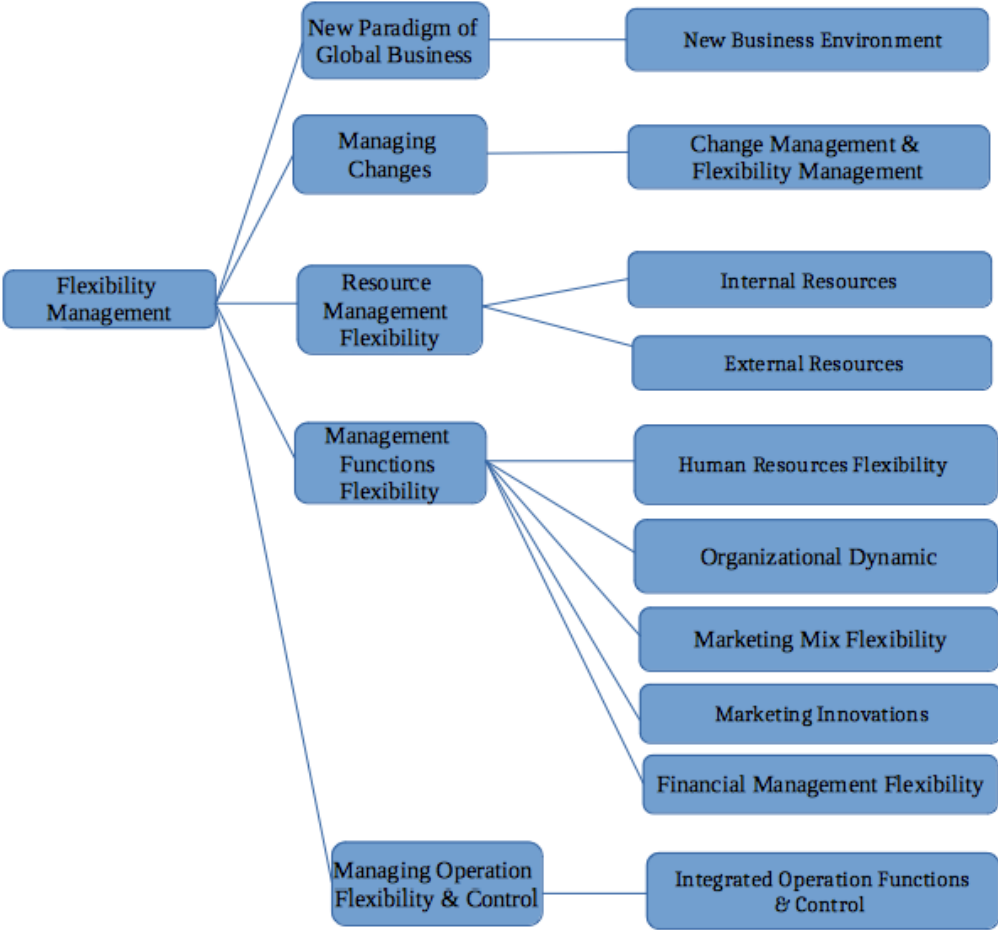 Flexibility
Management
New Paradigm of
Global Business
New Business Environment
Managing
Changes
Change Management &
Flexibility Management
Resource
Management
Flexibility
Internal Resources
External Resources
Management
Functions
Flexibility
Human Resources Flexibility
Organizational Dynamic
Marketing Mix Flexibility
Marketing Innovations
Financial Management Flexibility
Managing Operation
Flexibility & Control
Integrated Operation Functions
& Control